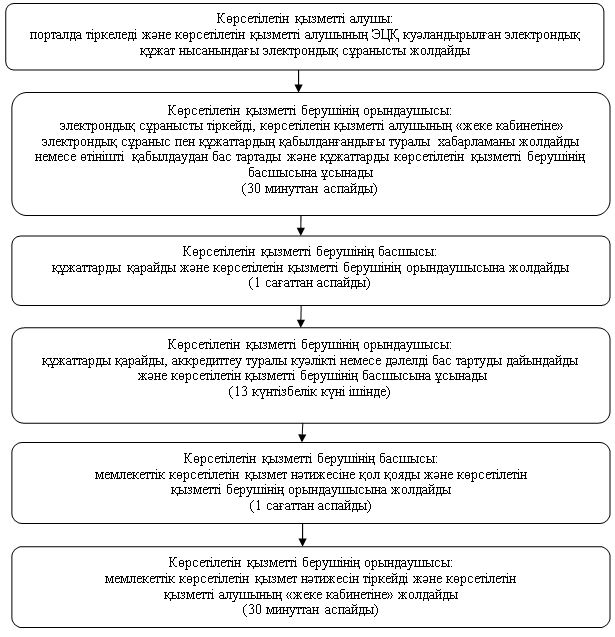 Көрсетілетін қызметті алушы:
порталда тіркеледі және көрсетілетін қызметті алушының ЭЦҚ куәландырылған электрондық
құжат нысанындағы электрондық сұранысты жолдайды
Көрсетілетін қызметті берушінің орындаушысы:
электрондық сұранысты тіркейді, көрсетілетін қызметті алушының «жеке кабинетіне»
электрондық сұраныс пен құжаттардың қабылданғандығы туралы хабарламаны жолдайды
немесе өтінішті қабылдаудан бас тартады және құжаттарды көрсетілетін қызметті берушінің
басшысына ұсынады
(30 минуттан аспайды)
Көрсетілетін қызметті берушінің басшысы:
құжаттарды қарайды және көрсетілетін қызметті берушінің орындаушысына жолдайды
(1 сағаттан аспайды)
Көрсетілетін қызметті берушінің орындаушысы:
құжаттарды қарайды, аккредиттеу туралы куәлікті немесе дәлелді бас тартуды дайындайды
және көрсетілетін қызметті берушінің басшысына ұсынады
(13 күнтізбелік күні ішінде)
Көрсетілетін қызметті берушінің басшысы:
мемлекеттік көрсетілетін қызмет нәтижесіне қол қояды және көрсетілетін
қызметті берушінің орындаушысына жолдайды
(1 сағаттан аспайды)
Көрсетілетін қызметті берушінің орындаушысы:
мемлекеттік көрсетілетін қызмет нәтижесін тіркейді және көрсетілетін
қызметті алушының «жеке кабинетіне» жолдайды
(30 минуттан аспайды)